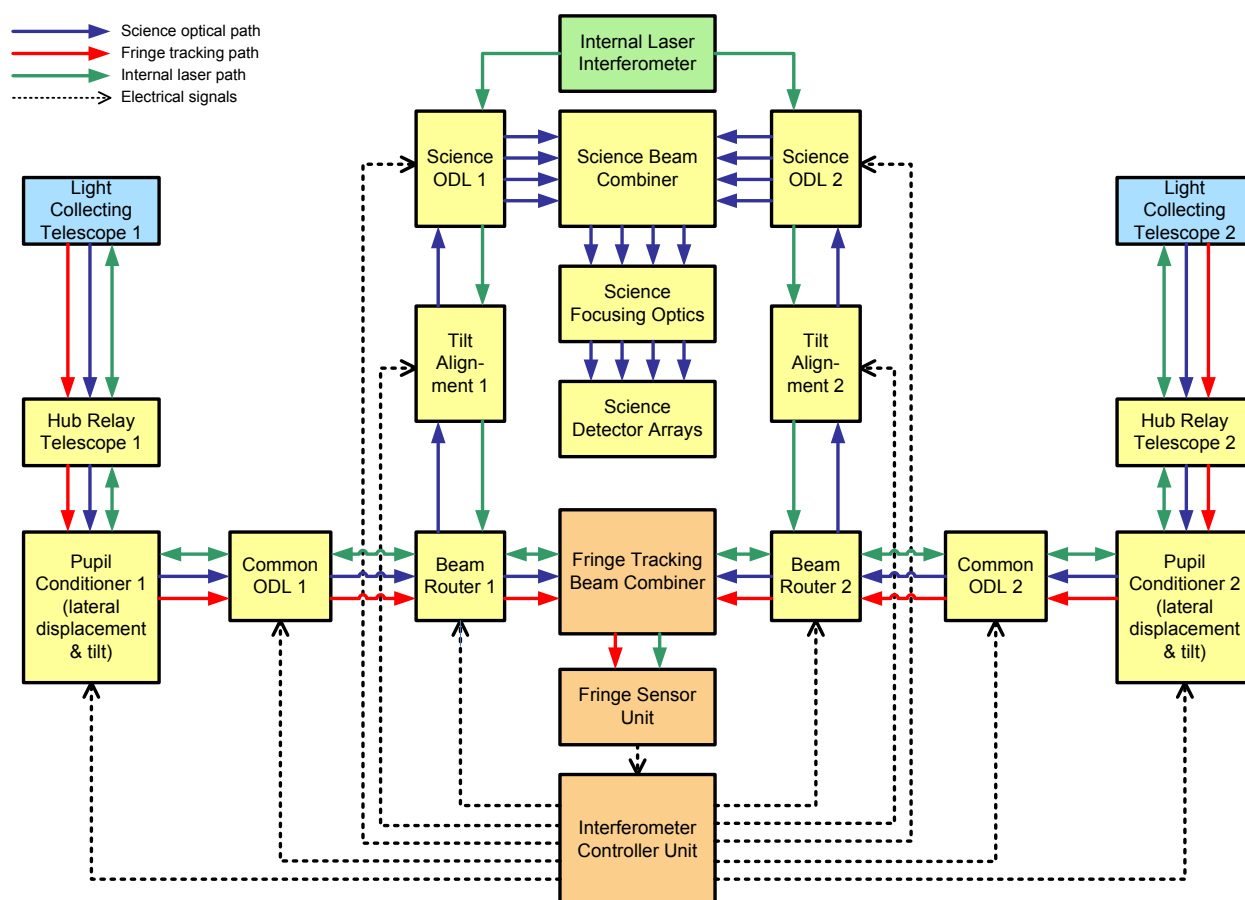 Science optical path
Fringe tracking path
Internal laser path
Electrical signals
Internal Laser
Interferometer
Science
ODL 1
Science Beam
Combiner
Science
ODL 2
Light
Collecting
Telescope 1
Light
Collecting
Telescope 2
Science
Focusing Optics
Tilt
Align-
ment 1
Tilt
Align-
ment 2
Science
Detector Arrays
Hub Relay
Telescope 1
Hub Relay
Telescope 2
Pupil
Conditioner 1
(lateral
displacement
& tilt)
Common
ODL 1
Beam
Router 1
Fringe Tracking
Beam Combiner
Beam
Router 2
Common
ODL 2
Pupil
Conditioner 2
(lateral
displacement
& tilt)
Fringe Sensor
Unit
Interferometer
Controller Unit